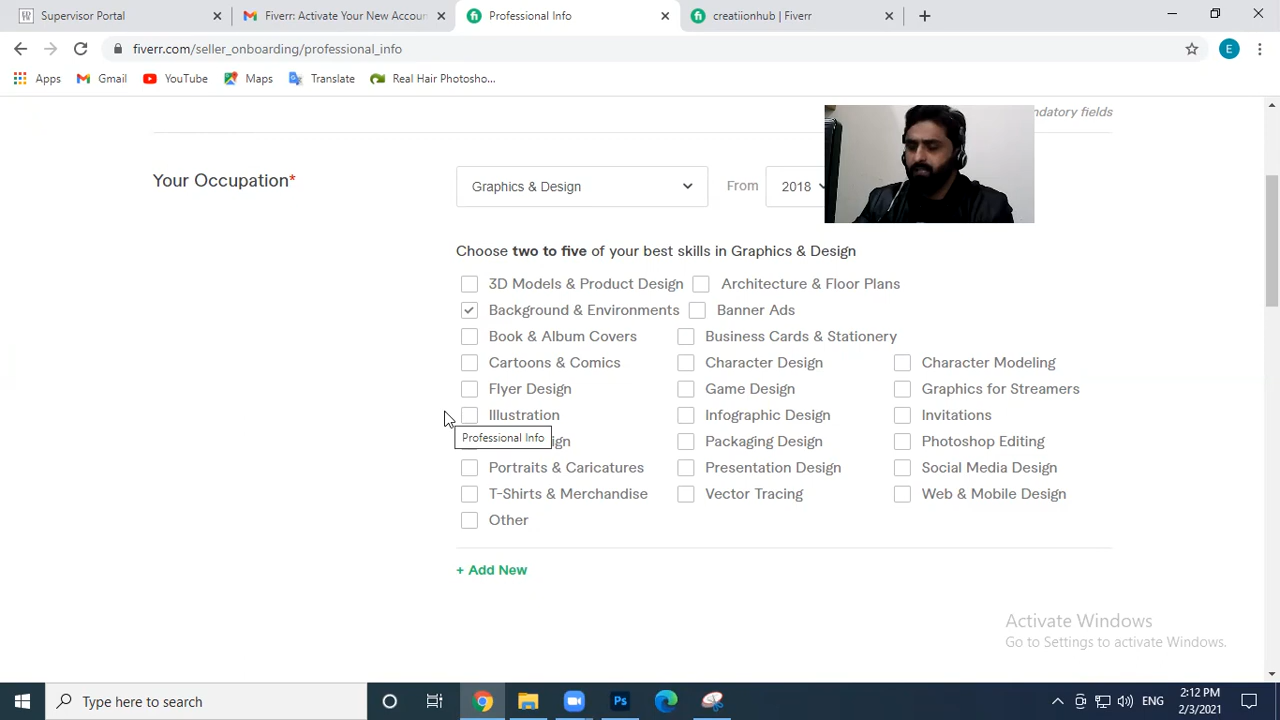 Supervisor Portal
Fiverr: Activate Your New Accoun
Professional Info
creatiionhub | Fiverr
fiverr.com/seller_onboarding/professional_info
E
Apps
Gmail
YouTube
Maps
Translate
Real Hair Photosho...
ndatory fields
Your Occupation*
Graphics & Design
From
2018
Choose two to five of your best skills in Graphics & Design
3D Models & Product Design
Architecture & Floor Plans
Background & Environments
Banner Ads
Book & Album Covers
Business Cards & Stationery
Cartoons & Comics
Character Design
Character Modeling
Flyer Design
Game Design
Graphics for Streamers
Illustration
Infographic Design
Invitations
Professional Info
Packaging Design
Photoshop Editing
Portraits & Caricatures
Presentation Design
Social Media Design
T-Shirts & Merchandise
Vector Tracing
Web & Mobile Design
Other
+ Add New
Activate Windows
Go to Settings to activate Windows.
Type here to search
Ps
ENG
2:12 PM
2/3/2021